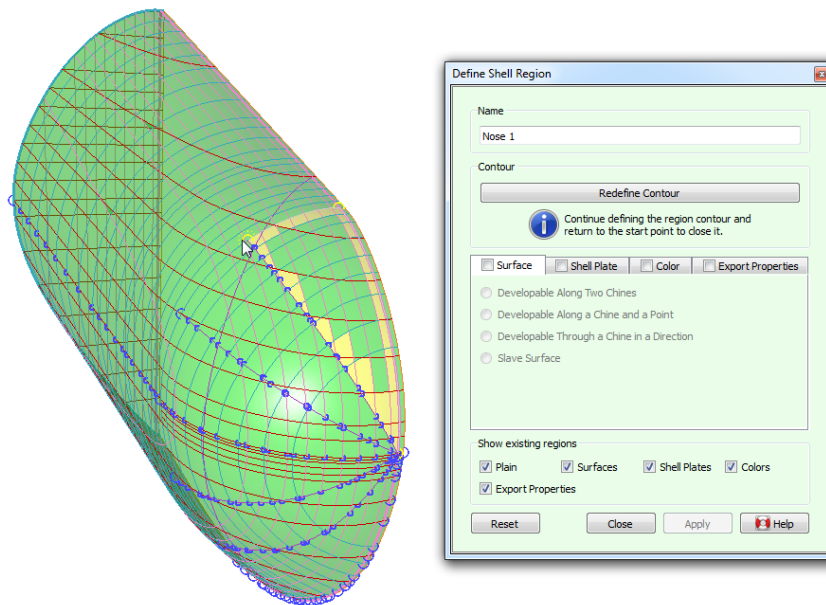 Define Shell Region
Name
Nose 1
Contour
Redefine Contour
Continue defining the region contour and
return to the start point to close it.
Surface Shell Plate Color Export Properties
Developable Along Two Chines
Developable Along a Chine and a Point
Developable Through a Chine in a Direction
Slave Surface
Show existing regions
Plain Surfaces Shell Plates Colors
Export Properties
Reset Close Apply Help